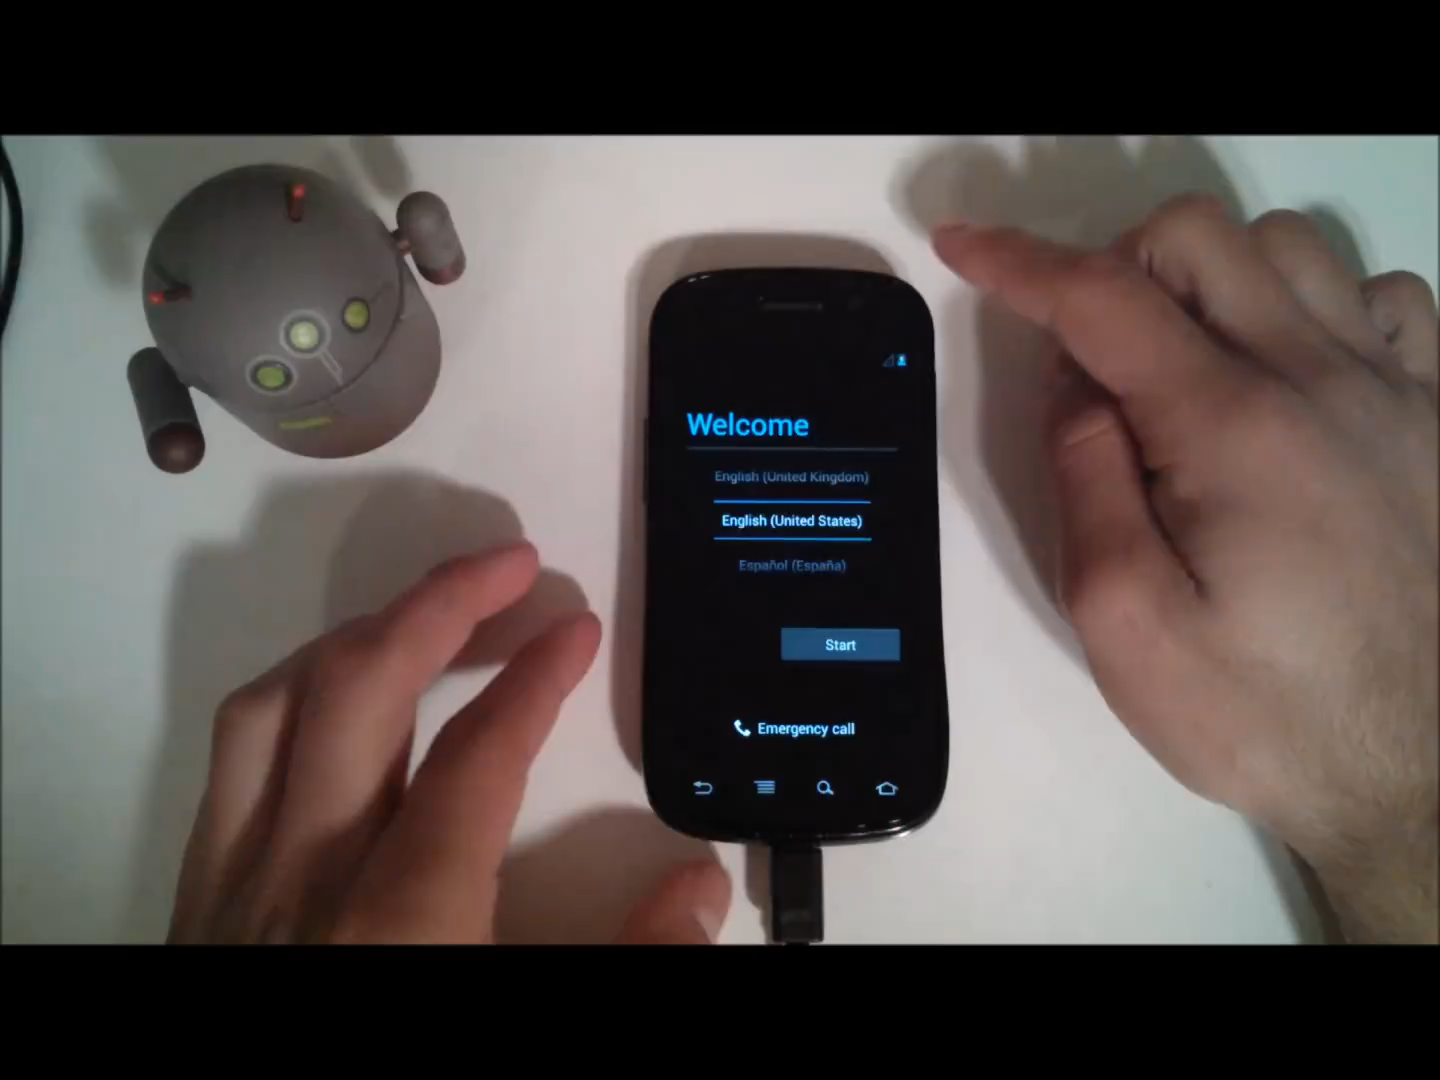 Welcome
English (United Kingdom)
English (United States)
Español (España)
Start
Emergency call